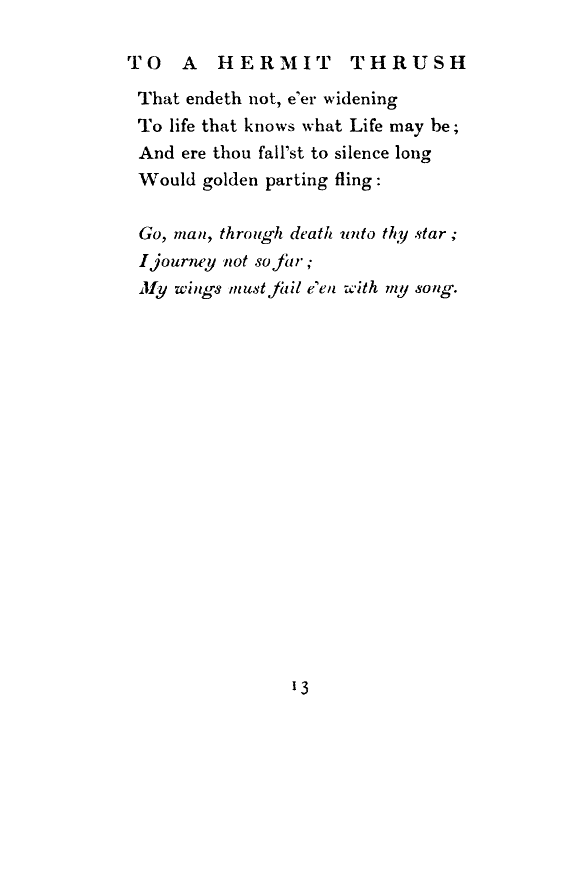 TO A HERMIT THRUSH
That endeth not, e'er widening
To life that knows what Life may be;
And ere thou fall'st to silence long
Would golden parting fling:
Go, man, through death unto thy star;
I journey not so far;
My wings must fail e'en with my song.
13